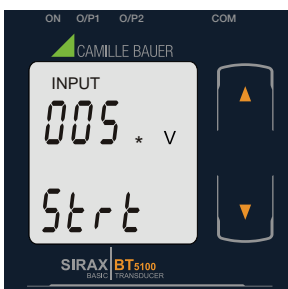 ON O/P1 O/P2 COM
CAMILLE BAUER
INPUT
005 * V
Strt
SIRAX BT5100
BASIC TRANSDUCER